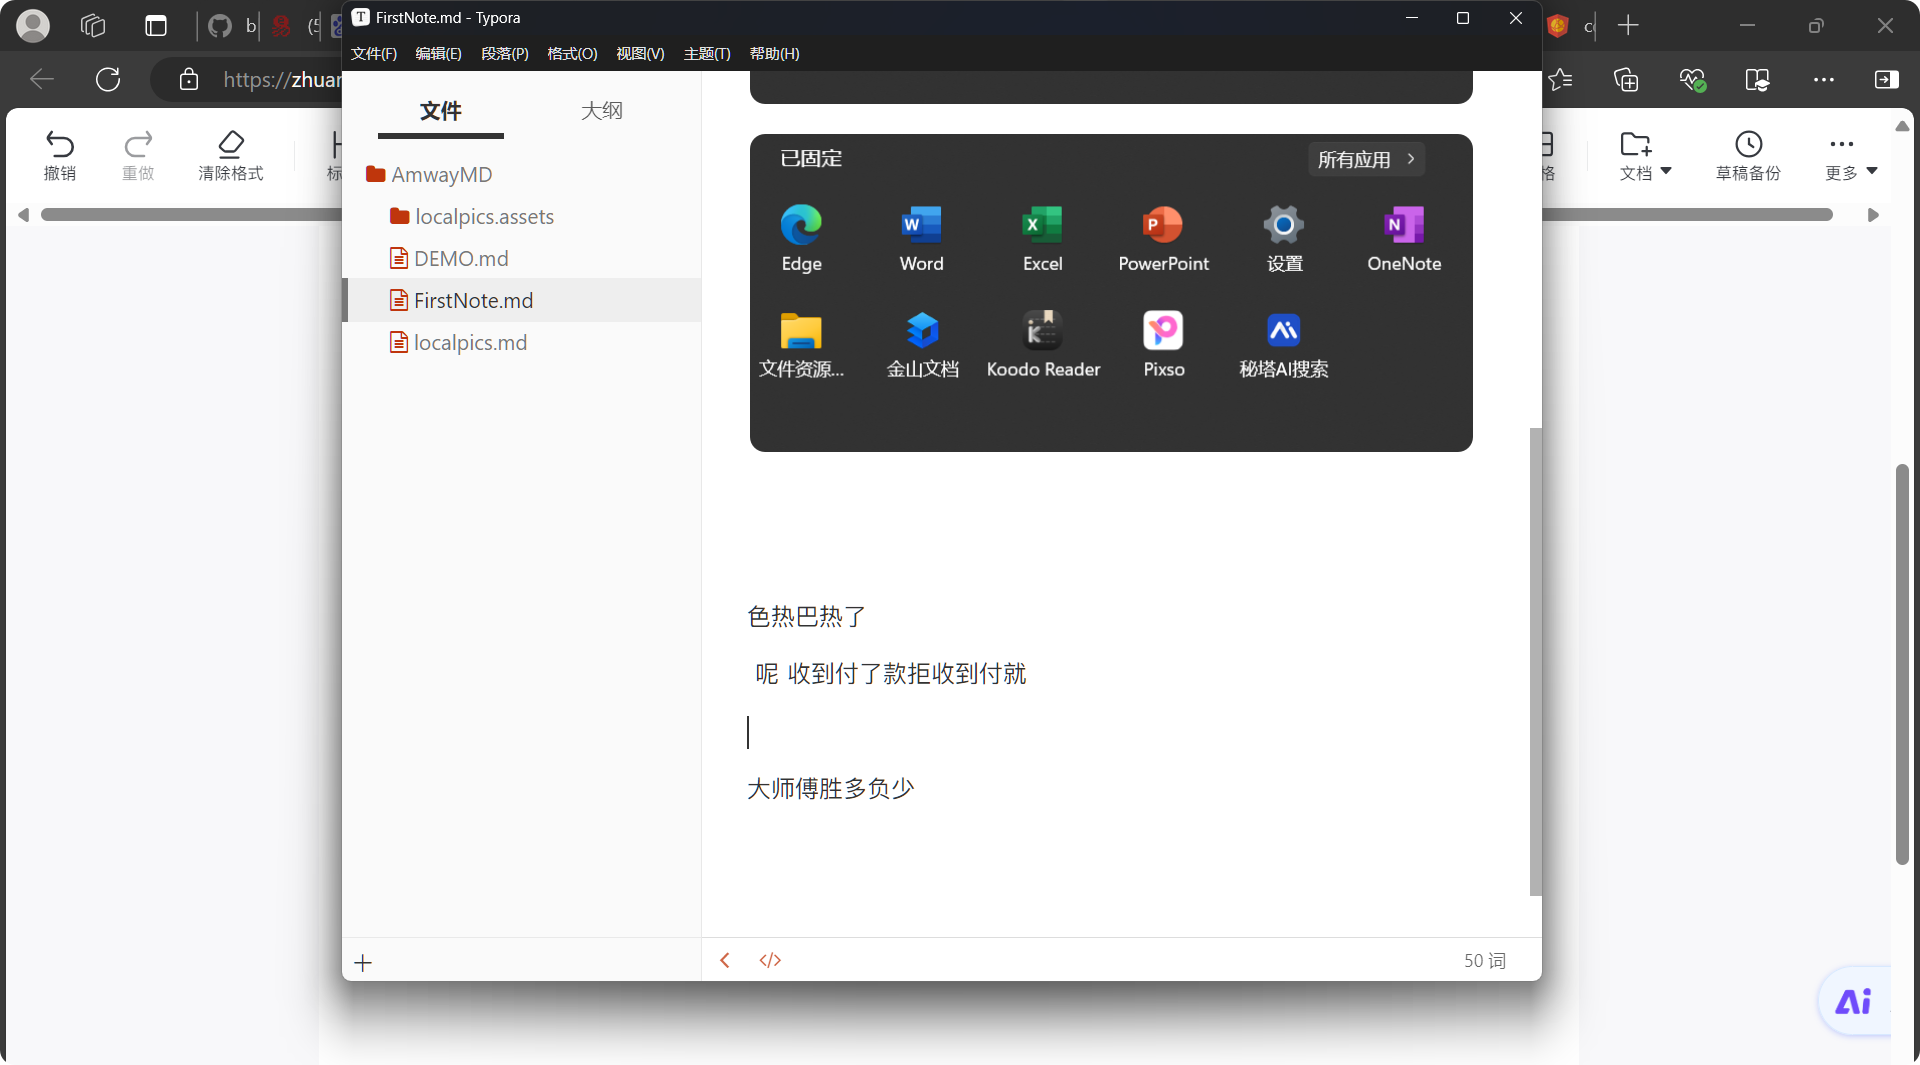 FirstNote.md - Typora
https://zhuan
文件(F) 编辑(E) 段落(P) 格式(O) 视图(V) 主题(T) 帮助(H)
撤销 重做 清除格式
文档 草稿备份 更多
文件 大纲
AmwayMD
localpics.assets
DEMO.md
FirstNote.md
localpics.md
已固定 所有应用
Edge Word Excel PowerPoint 设置 OneNote
文件资源... 金山文档 Koodo Reader Pixso 秘塔AI搜索
色热巴热了
呢 收到付了款拒收到付就
大师傅胜多负少
50 词
Ai